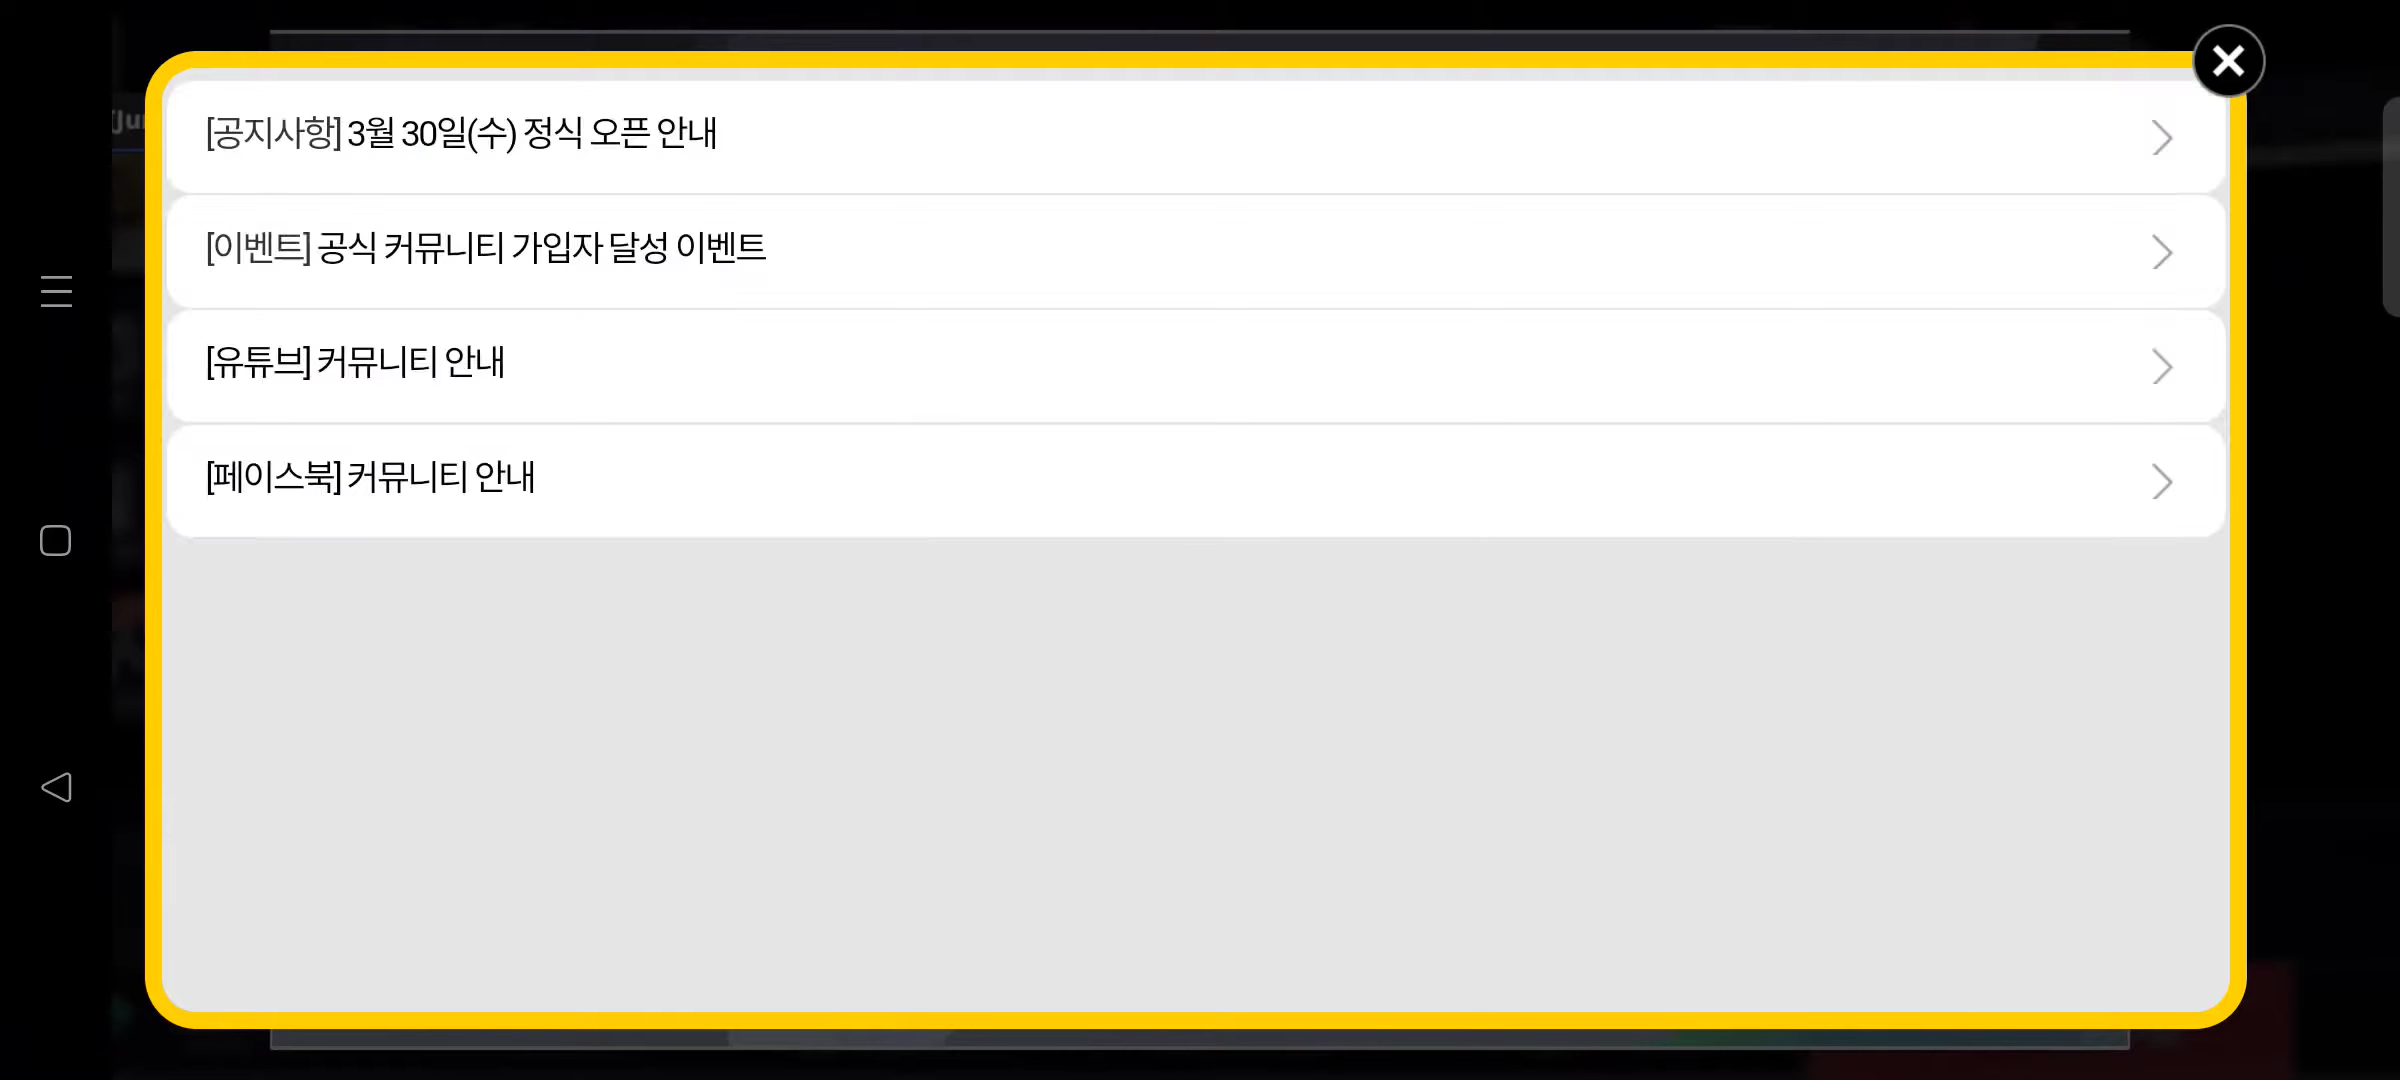 [공지사항] 3월 30일(수) 정식 오픈 안내
[이벤트] 공식 커뮤니티 가입자 달성 이벤트
[유튜브] 커뮤니티 안내
[페이스북] 커뮤니티 안내